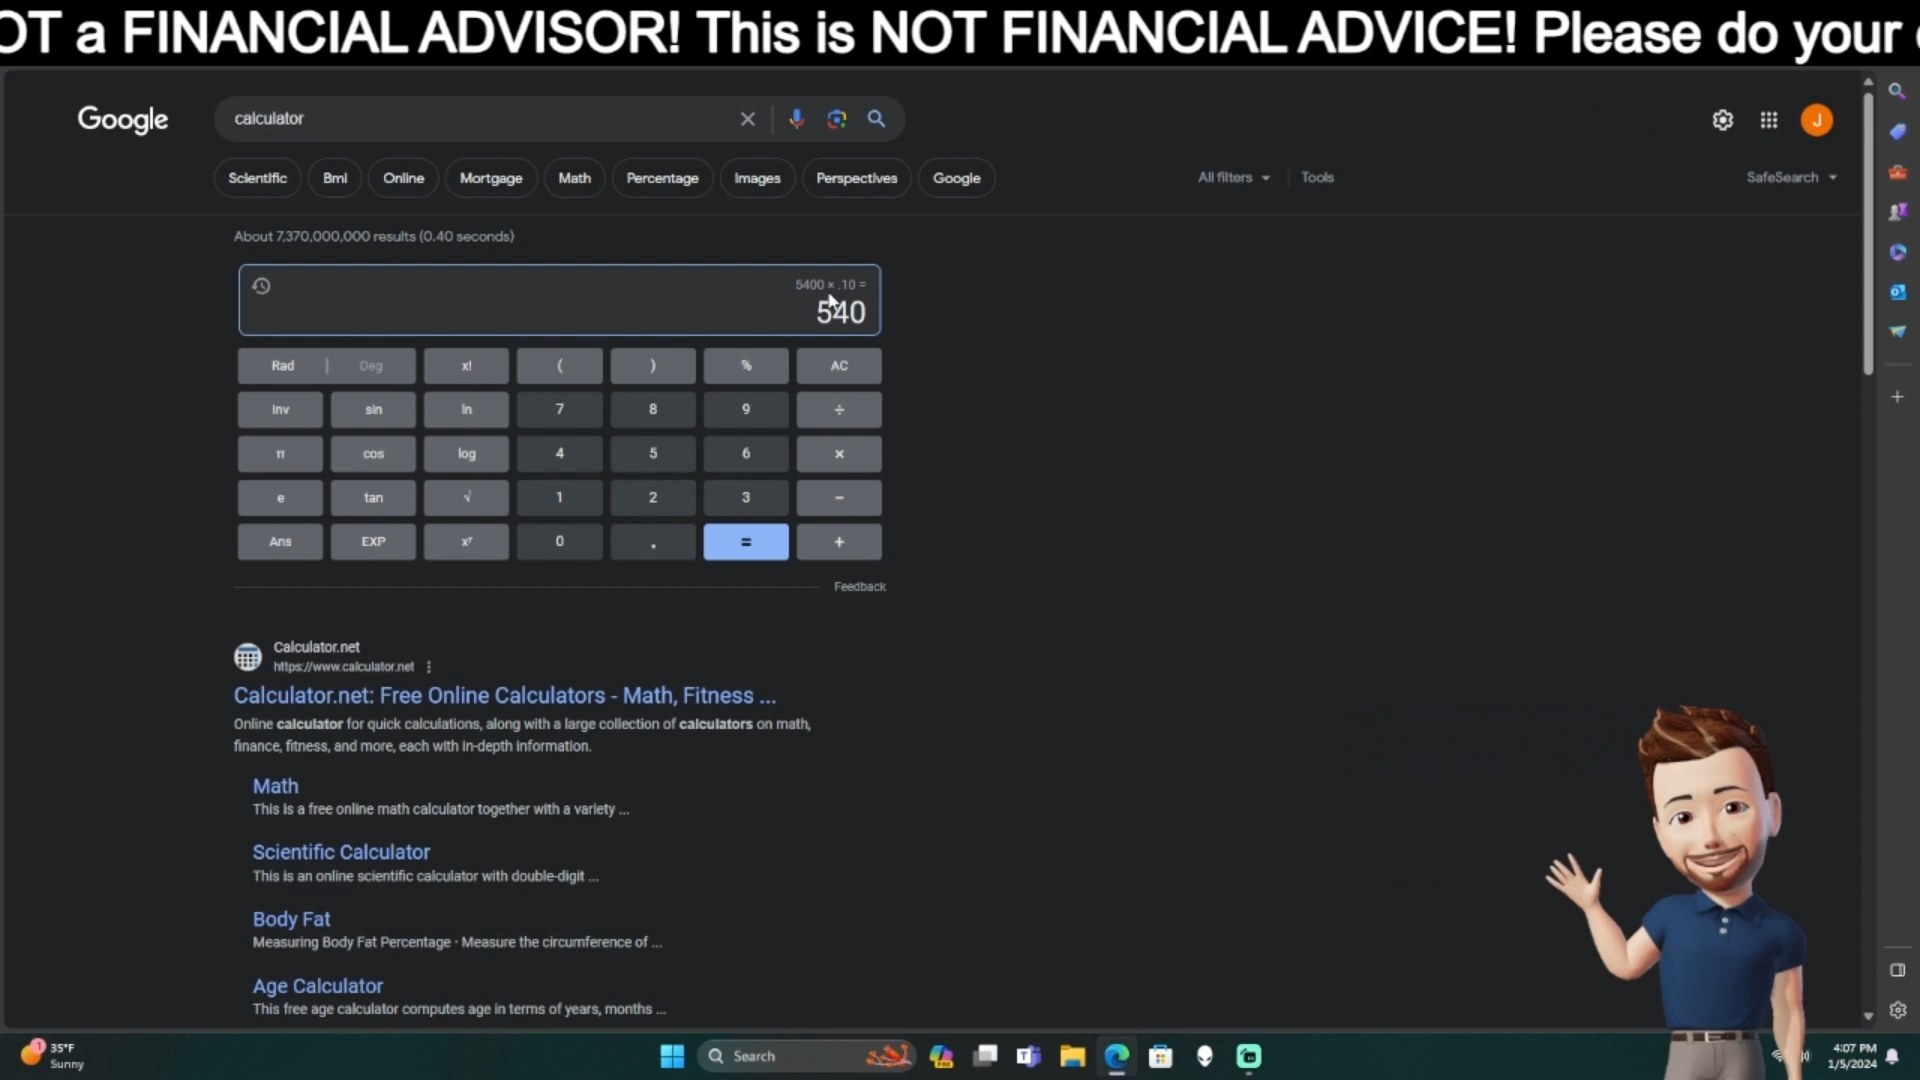 OT a FINANCIAL ADVISOR! This is NOT FINANCIAL ADVICE! Please do your
Google
calculator
J
Scientific
Bmi
Online
Mortgage
Math
Percentage
Images
Perspectives
Google
All filters
Tools
SafeSearch
About 7,370,000,000 results (0.40 seconds)
5400 × .10 =
540
Rad | Deg x! ( ) % AC
Inv sin ln 7 8 9 ÷
π cos log 4 5 6 ×
e tan √ 1 2 3 −
Ans EXP xʸ 0 . = +
Feedback
Calculator.net
https://www.calculator.net
Calculator.net: Free Online Calculators - Math, Fitness ...
Online calculator for quick calculations, along with a large collection of calculators on math,
finance, fitness, and more, each with in-depth information.
Math
This is a free online math calculator together with a variety ...
Scientific Calculator
This is an online scientific calculator with double-digit ...
Body Fat
Measuring Body Fat Percentage · Measure the circumference of ...
Age Calculator
This free age calculator computes age in terms of years, months ...
1
35°F
Sunny
Search
4:07 PM
1/5/2024